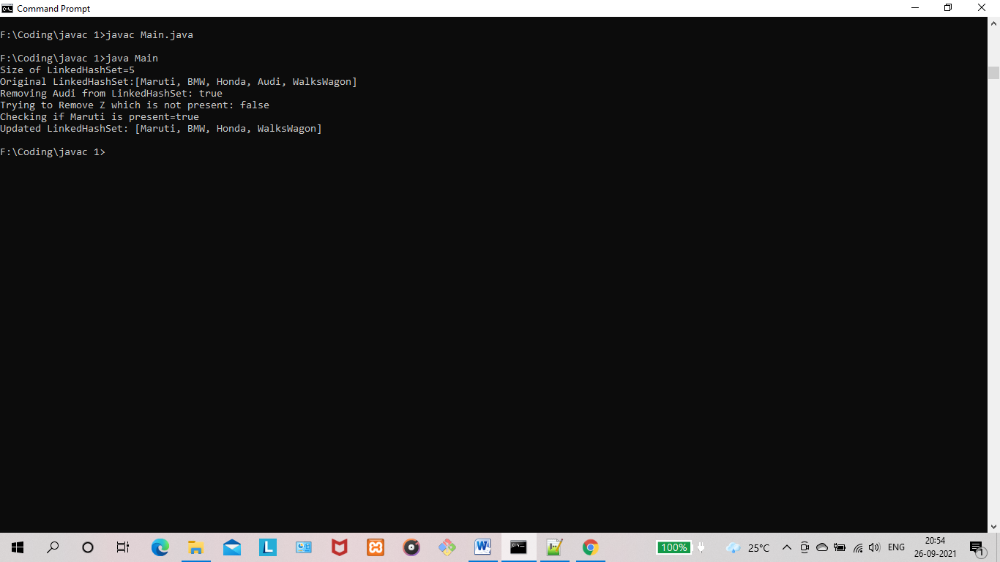 Command Prompt
F:\Coding\javac 1>javac Main.java
F:\Coding\javac 1>java Main
Size of LinkedHashSet=5
Original LinkedHashSet:[Maruti, BMW, Honda, Audi, WalksWagon]
Removing Audi from LinkedHashSet: true
Trying to Remove Z which is not present: false
Checking if Maruti is present=true
Updated LinkedHashSet: [Maruti, BMW, Honda, WalksWagon]
F:\Coding\javac 1>
100%
25°C
ENG
20:54
26-09-2021
1